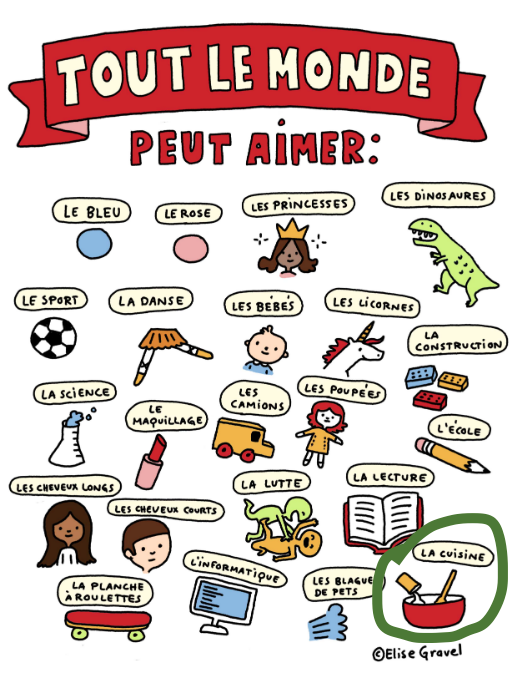 TOUT LE MONDE
PEUT AIMER:
LE BLEU
LE ROSE
LES PRINCESSES
LES DINOSAURES
LE SPORT
LA DANSE
LES BÉBÉS
LES LICORNES
LA
CONSTRUCTION
LA SCIENCE
LE
MAQUILLAGE
LES
CAMIONS
LES POUPÉES
L'ÉCOLE
LES CHEVEUX LONGS
LES CHEVEUX COURTS
LA LUTTE
LA LECTURE
LA PLANCHE
À ROULETTES
L'INFORMATIQUE
LES BLAGUES
DE PETS
LA CUISINE
©Elise Gravel